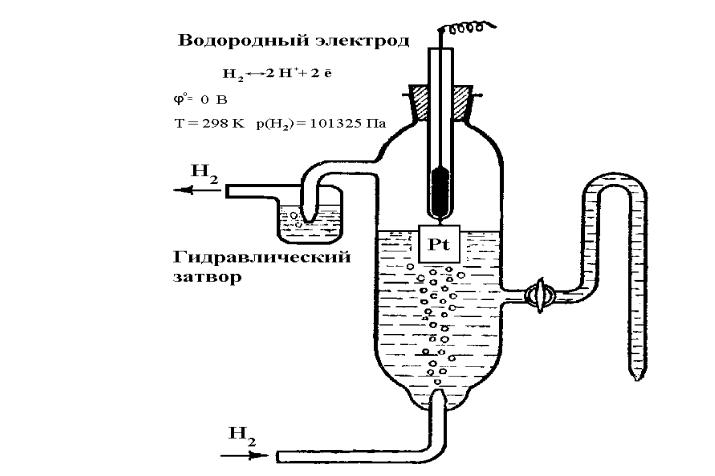 Водородный электрод
H₂↔2 H⁺+ 2 ē
φ°= 0 В
T = 298 K p(H₂) = 101325 Па
H₂
Pt
Гидравлический
затвор
H₂